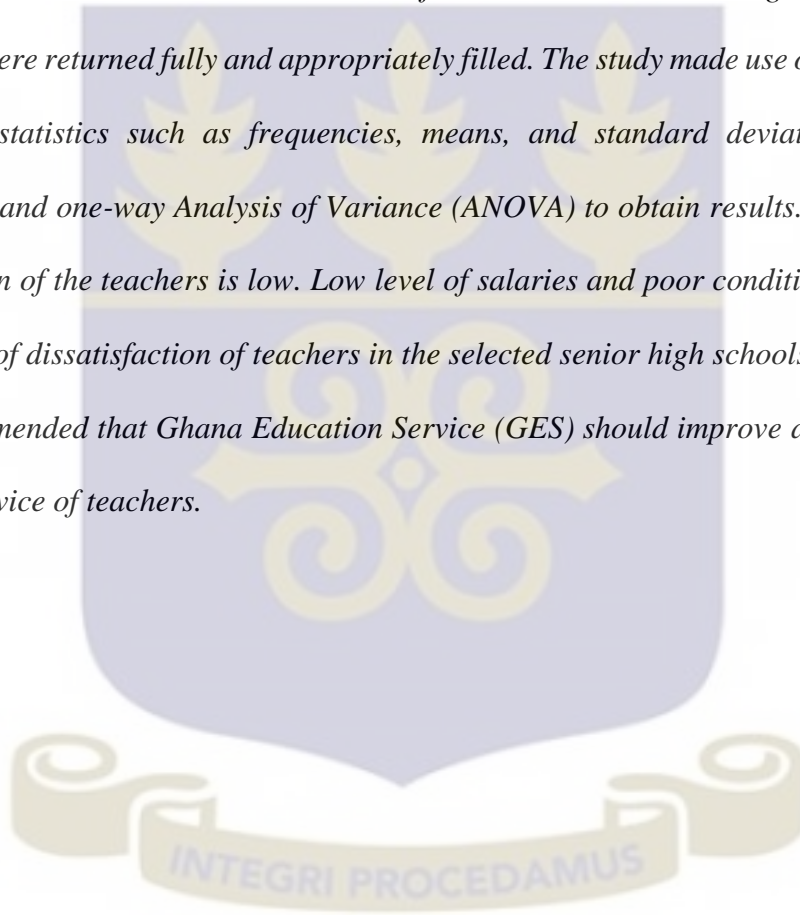 ere returned fully and appropriately filled. The study made use o
statistics such as frequencies, means, and standard deviat
and one-way Analysis of Variance (ANOVA) to obtain results.
n of the teachers is low. Low level of salaries and poor conditi
of dissatisfaction of teachers in the selected senior high schools
mended that Ghana Education Service (GES) should improve a
vice of teachers.
INTEGRI PROCEDAMUS